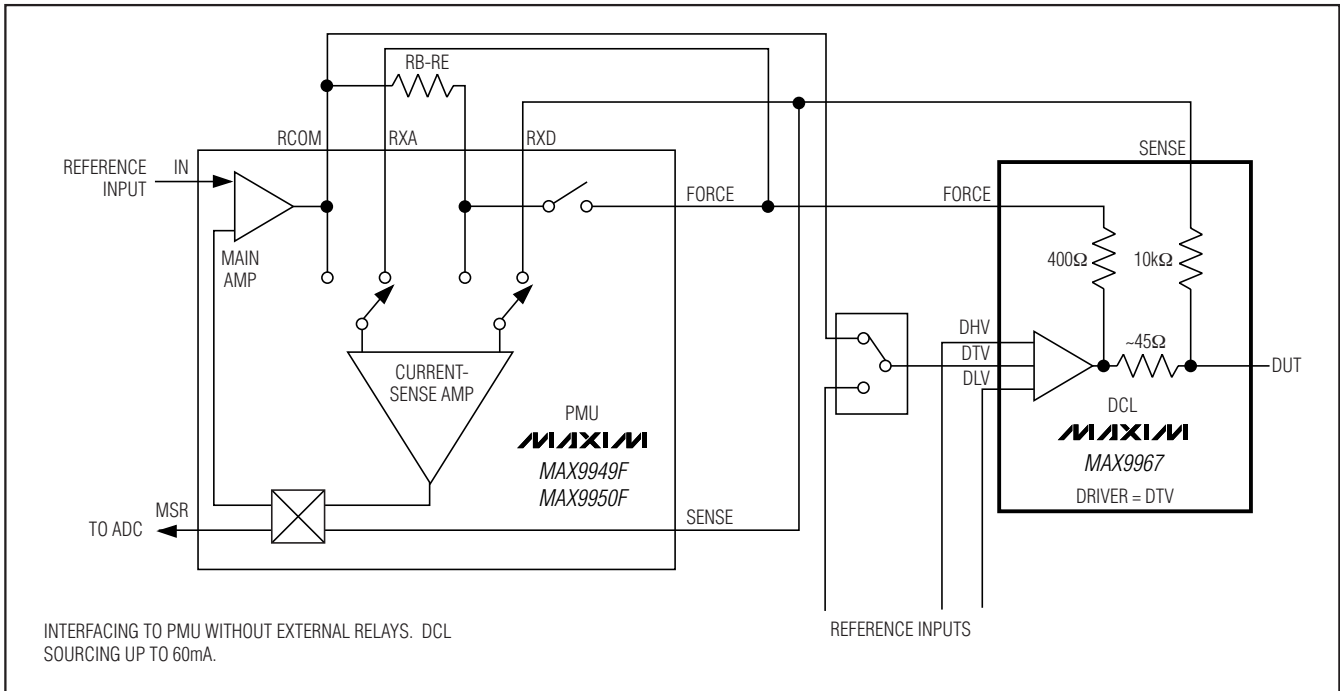 RB-RE
RCOM
RXA
RXD
SENSE
REFERENCE
INPUT
IN
FORCE
FORCE
MAIN
AMP
400Ω
10kΩ
DHV
DTV
DLV
~45Ω
DUT
CURRENT-
SENSE AMP
PMU
MAXIM
MAX9949F
MAX9950F
DCL
MAXIM
MAX9967
DRIVER = DTV
MSR
TO ADC
SENSE
REFERENCE INPUTS
INTERFACING TO PMU WITHOUT EXTERNAL RELAYS. DCL
SOURCING UP TO 60mA.